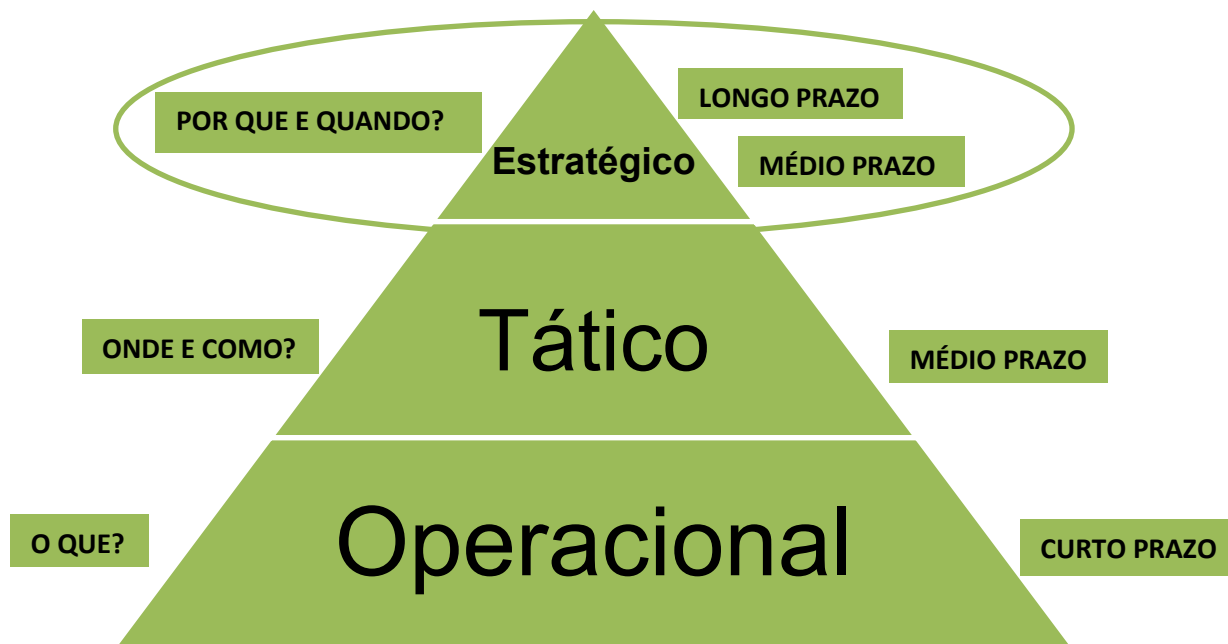 POR QUE E QUANDO?
LONGO PRAZO
Estratégico
MÉDIO PRAZO
ONDE E COMO?
Tático
MÉDIO PRAZO
O QUE?
Operacional
CURTO PRAZO